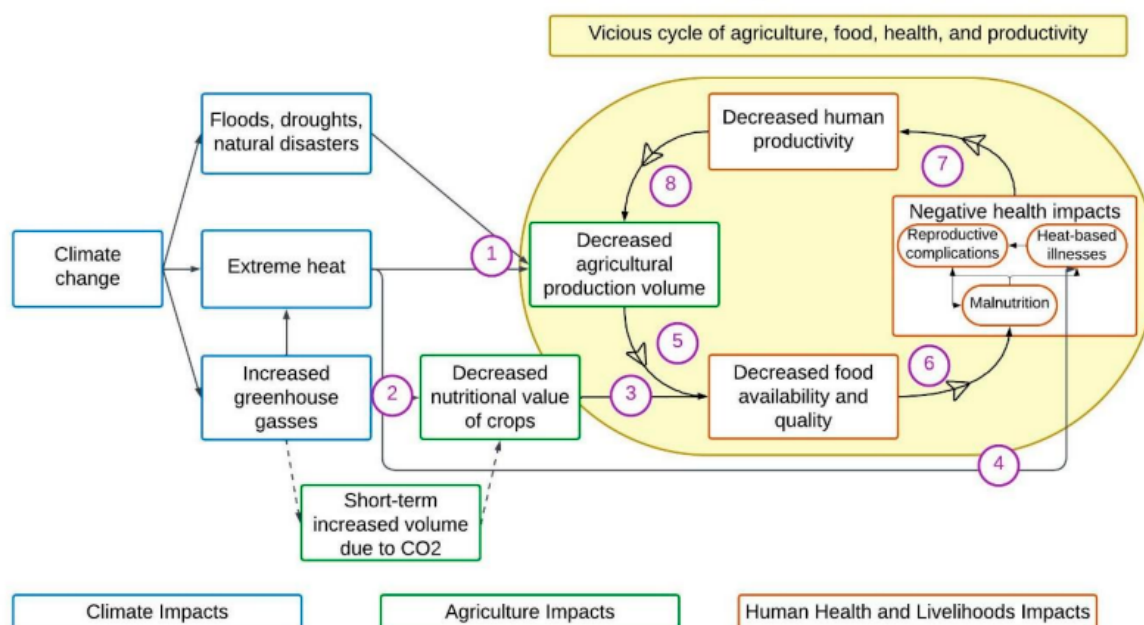 Vicious cycle of agriculture, food, health, and productivity
Floods, droughts,
natural disasters
Decreased human
productivity
7
8
Negative health impacts
Reproductive
complications
Heat-based
illnesses
Malnutrition
Climate
change
Extreme heat
1
Decreased
agricultural
production volume
5
6
Increased
greenhouse
gasses
2
Decreased
nutritional value
of crops
3
Decreased food
availability and
quality
4
Short-term
increased volume
due to CO2
Climate Impacts
Agriculture Impacts
Human Health and Livelihoods Impacts